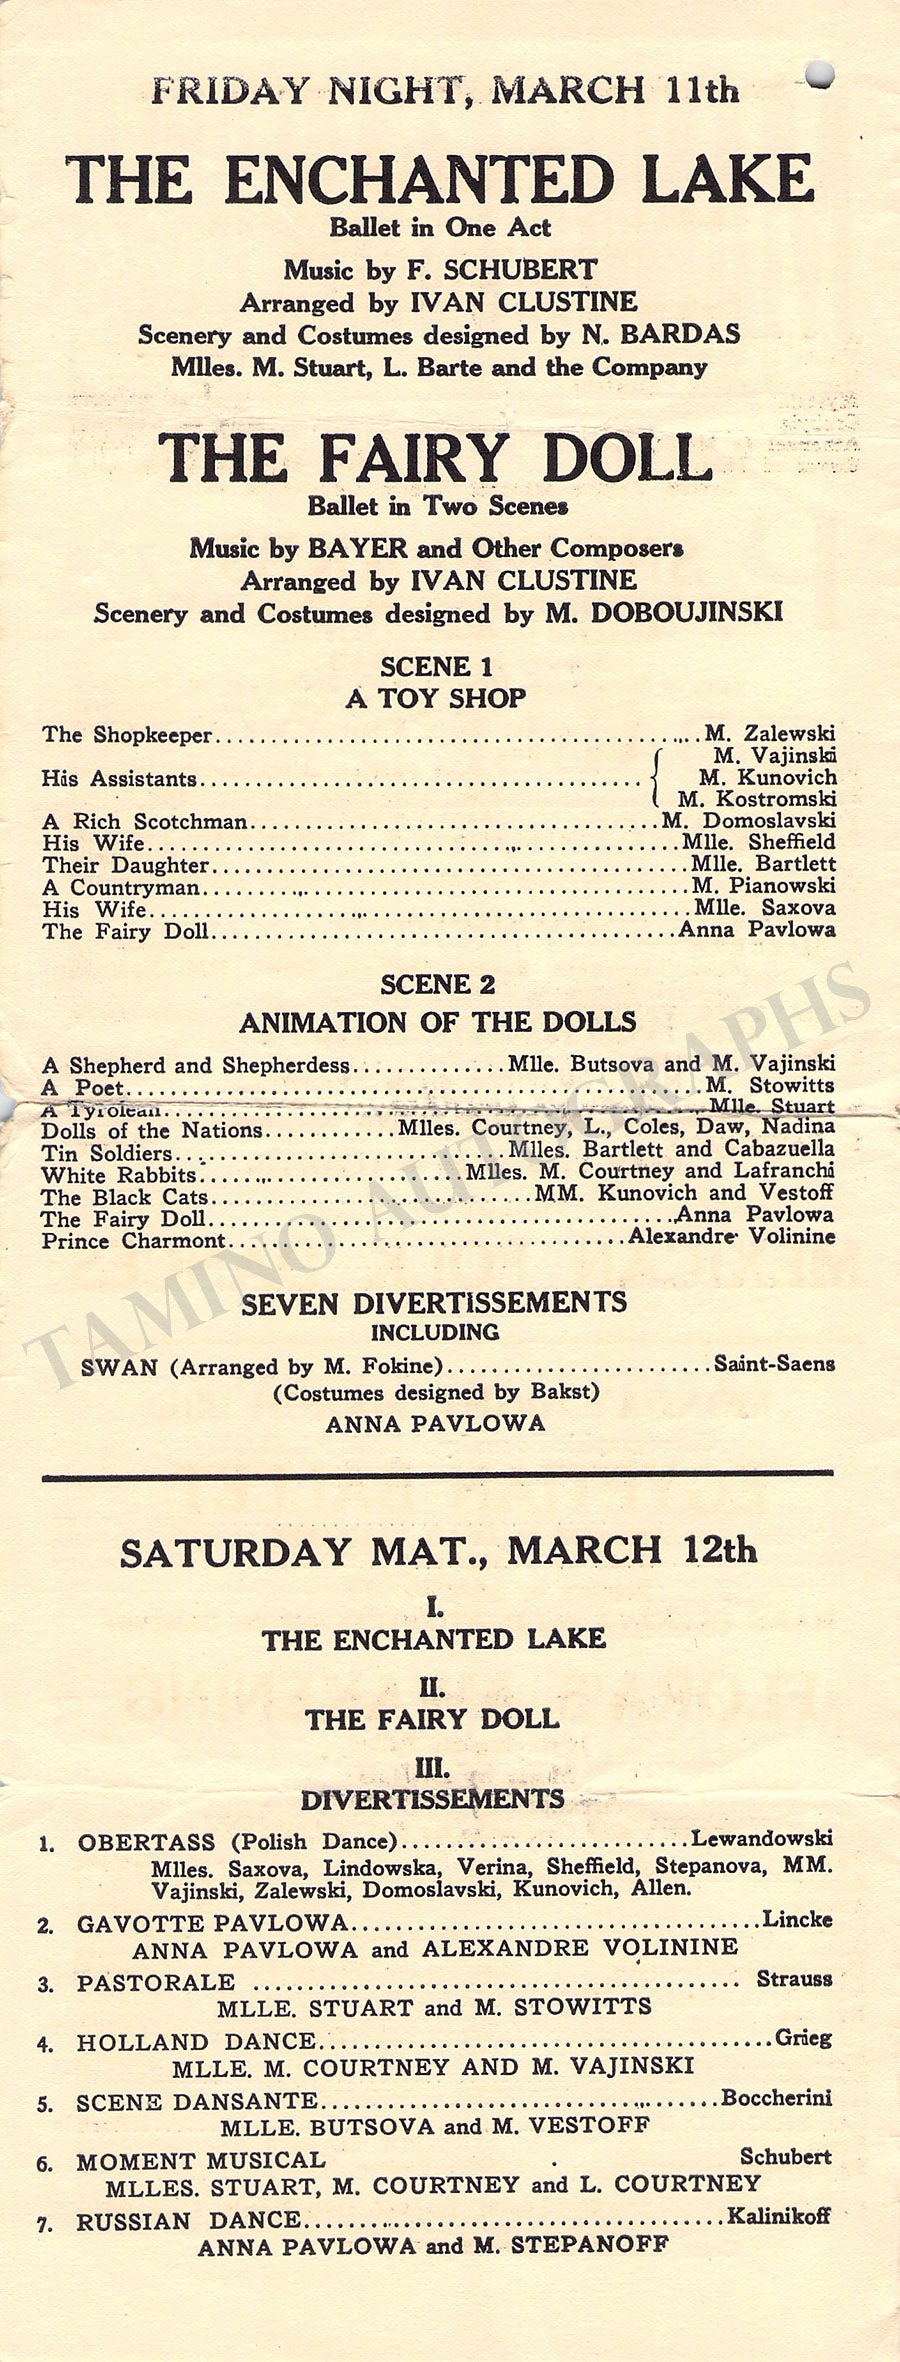 FRIDAY NIGHT, MARCH 11th
THE ENCHANTED LAKE
Ballet in One Act
Music by F. SCHUBERT
Arranged by IVAN CLUSTINE
Scenery and Costumes designed by N. BARDAS
Mlles. M. Stuart, L. Barte and the Company
THE FAIRY DOLL
Ballet in Two Scenes
Music by BAYER and Other Composers
Arranged by IVAN CLUSTINE
Scenery and Costumes designed by M. DOBOUJINSKI
SCENE 1
A TOY SHOP
The Shopkeeper........................................M. Zalewski
M. Vajinski
His Assistants........................................M. Kunovich
M. Kostromski
A Rich Scotchman........................................M. Domoslavski
His Wife........................................Mlle. Sheffield
Their Daughter........................................Mlle. Bartlett
A Countryman........................................M. Pianowski
His Wife........................................Mlle. Saxova
The Fairy Doll........................................Anna Pavlowa
SCENE 2
ANIMATION OF THE DOLLS
A Shepherd and Shepherdess..............Mlle. Butsova and M. Vajinski
A Poet........................................M. Stowitts
A Tyrolean........................................Mlle. Stuart
Dolls of the Nations............Mlles. Courtney, L., Coles, Daw, Nadina
Tin Soldiers..............................Mlles. Bartlett and Cabazuella
White Rabbits........................Mlles. M. Courtney and Lafranchi
The Black Cats..............................MM. Kunovich and Vestoff
The Fairy Doll........................................Anna Pavlowa
Prince Charmont........................................Alexandre Volinine
SEVEN DIVERTISSEMENTS
INCLUDING
SWAN (Arranged by M. Fokine)........................Saint-Saens
(Costumes designed by Bakst)
ANNA PAVLOWA
SATURDAY MAT., MARCH 12th
I.
THE ENCHANTED LAKE
II.
THE FAIRY DOLL
III.
DIVERTISSEMENTS
1. OBERTASS (Polish Dance)..........................Lewandowski
Mlles. Saxova, Lindowska, Verina, Sheffield, Stepanova, MM.
Vajinski, Zalewski, Domoslavski, Kunovich, Allen.
2. GAVOTTE PAVLOWA.....................................Lincke
ANNA PAVLOWA and ALEXANDRE VOLININE
3. PASTORALE ........................................... Strauss
MLLE. STUART and M. STOWITTS
4. HOLLAND DANCE........................................Grieg
MLLE. M. COURTNEY AND M. VAJINSKI
5. SCENE DANSANTE...................................Boccherini
MLLE. BUTSOVA and M. VESTOFF
6. MOMENT MUSICAL Schubert
MLLES. STUART, M. COURTNEY and L. COURTNEY
7. RUSSIAN DANCE.....................................Kalinikoff
ANNA PAVLOWA and M. STEPANOFF
TAMINO AUTOGRAPHS